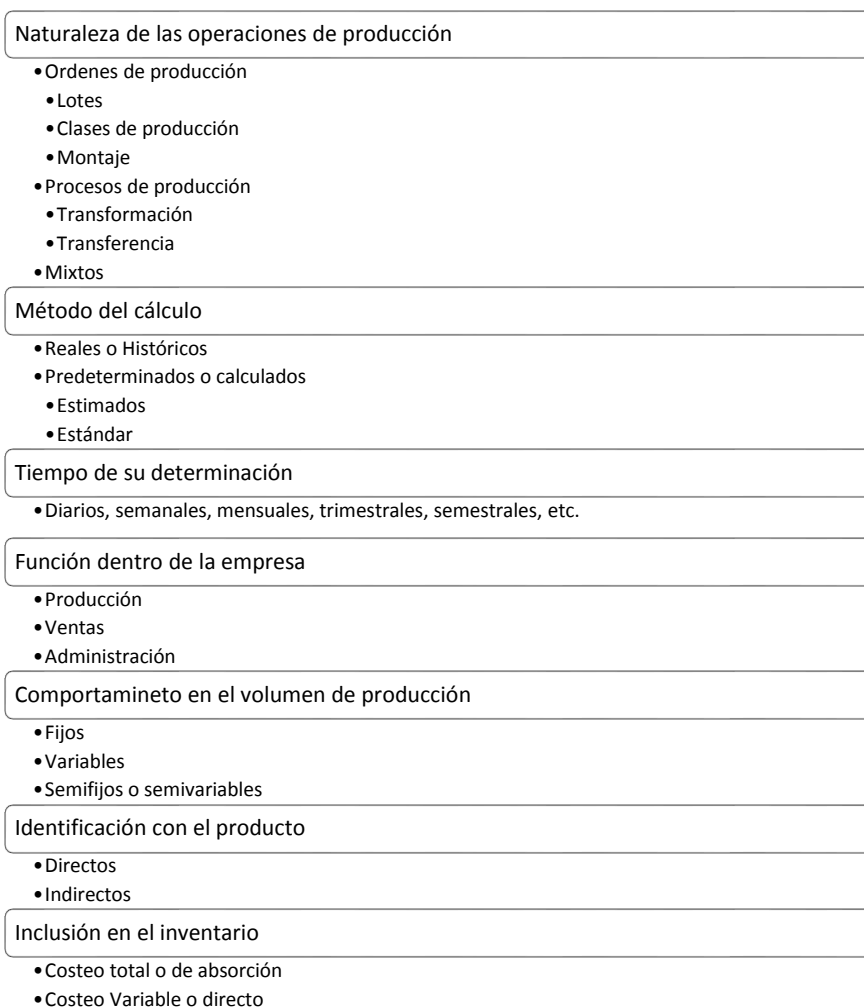 Naturaleza de las operaciones de producción
•Ordenes de producción
•Lotes
•Clases de producción
•Montaje
•Procesos de producción
•Transformación
•Transferencia
•Mixtos
Método del cálculo
•Reales o Históricos
•Predeterminados o calculados
•Estimados
•Estándar
Tiempo de su determinación
•Diarios, semanales, mensuales, trimestrales, semestrales, etc.
Función dentro de la empresa
•Producción
•Ventas
•Administración
Comportamineto en el volumen de producción
•Fijos
•Variables
•Semifijos o semivariables
Identificación con el producto
•Directos
•Indirectos
Inclusión en el inventario
•Costeo total o de absorción
•Costeo Variable o directo